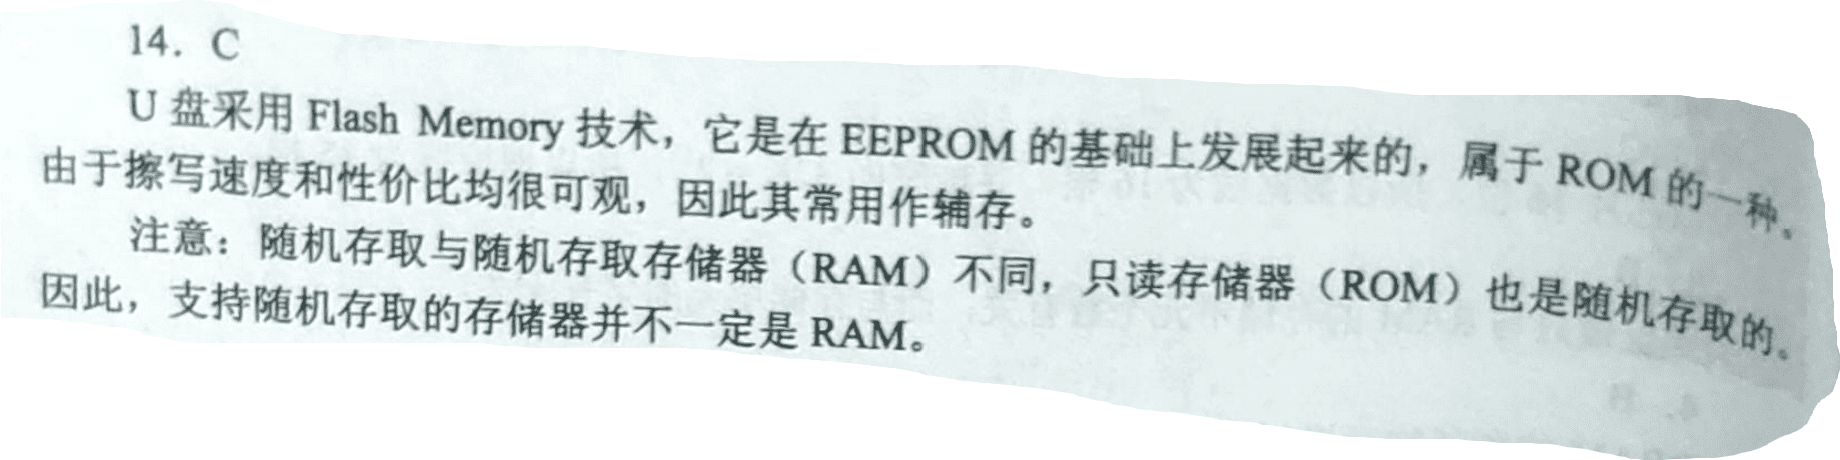 14. C
U 盘采用 Flash Memory 技术，它是在 EEPROM 的基础上发展起来的，属于 ROM 的一种。
由于擦写速度和性价比均很可观，因此其常用作辅存。
注意：随机存取与随机存取存储器（RAM）不同，只读存储器（ROM）也是随机存取的。
因此，支持随机存取的存储器并不一定是 RAM。